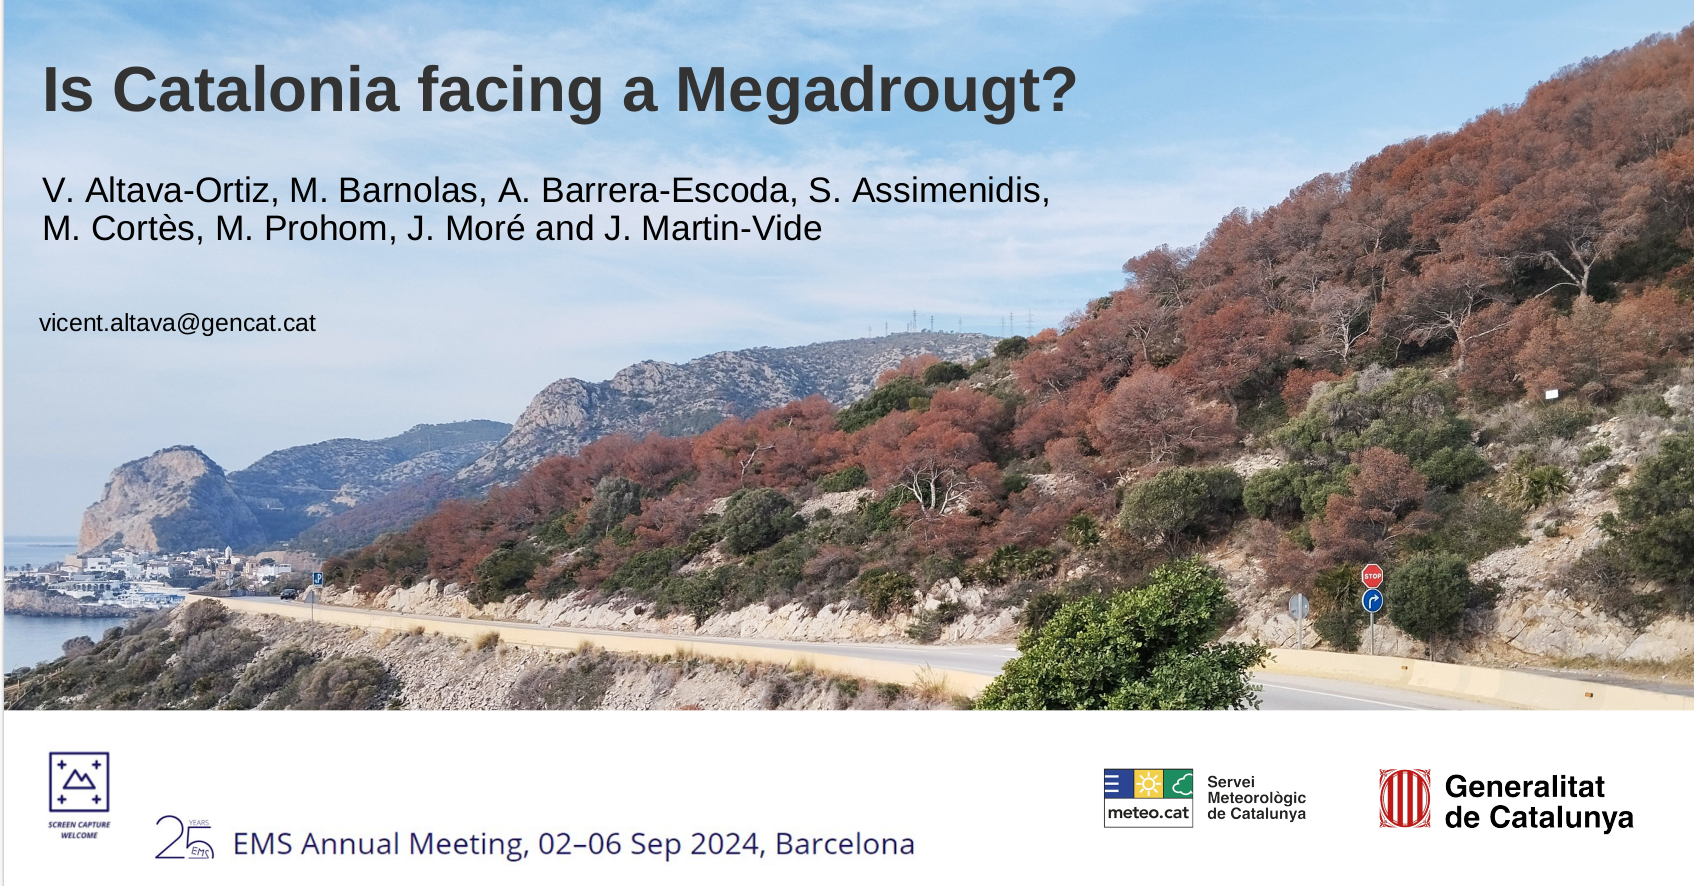 Is Catalonia facing a Megadrougt?
V. Altava-Ortiz, M. Barnolas, A. Barrera-Escoda, S. Assimenidis,
M. Cortès, M. Prohom, J. Moré and J. Martin-Vide
vicent.altava@gencat.cat
P
STOP
SCREEN CAPTURE
WELCOME
25 YEARS
EMS
EMS Annual Meeting, 02–06 Sep 2024, Barcelona
meteo.cat
Servei
Meteorològic
de Catalunya
Generalitat
de Catalunya